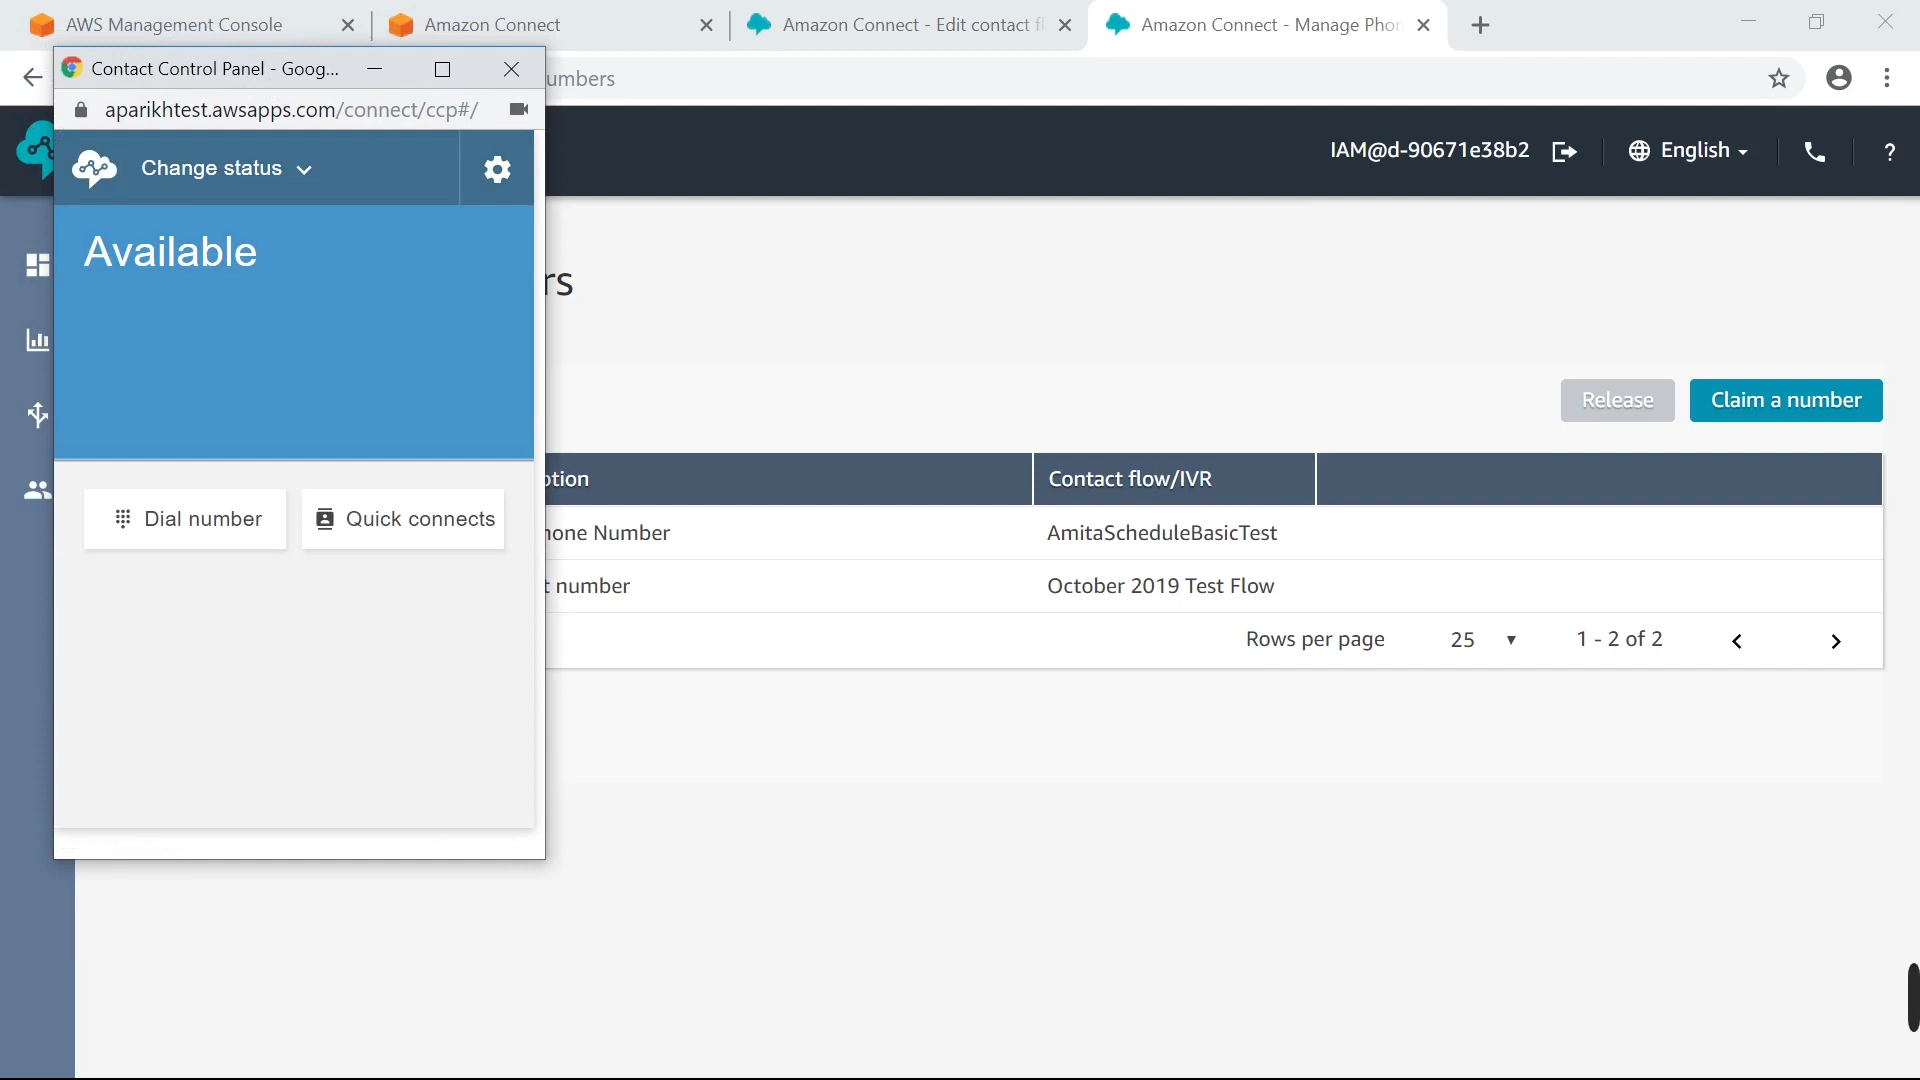 AWS Management Console
Amazon Connect
Amazon Connect - Edit contact fl
Amazon Connect - Manage Phon
Contact Control Panel - Goog...
umbers
aparikhtest.awsapps.com/connect/ccp#/
IAM@d-90671e38b2
English
?
Change status
Available
rs
Release
Claim a number
Contact flow/IVR
Dial number
Quick connects
one Number
AmitaScheduleBasicTest
t number
October 2019 Test Flow
Rows per page
25
1 - 2 of 2